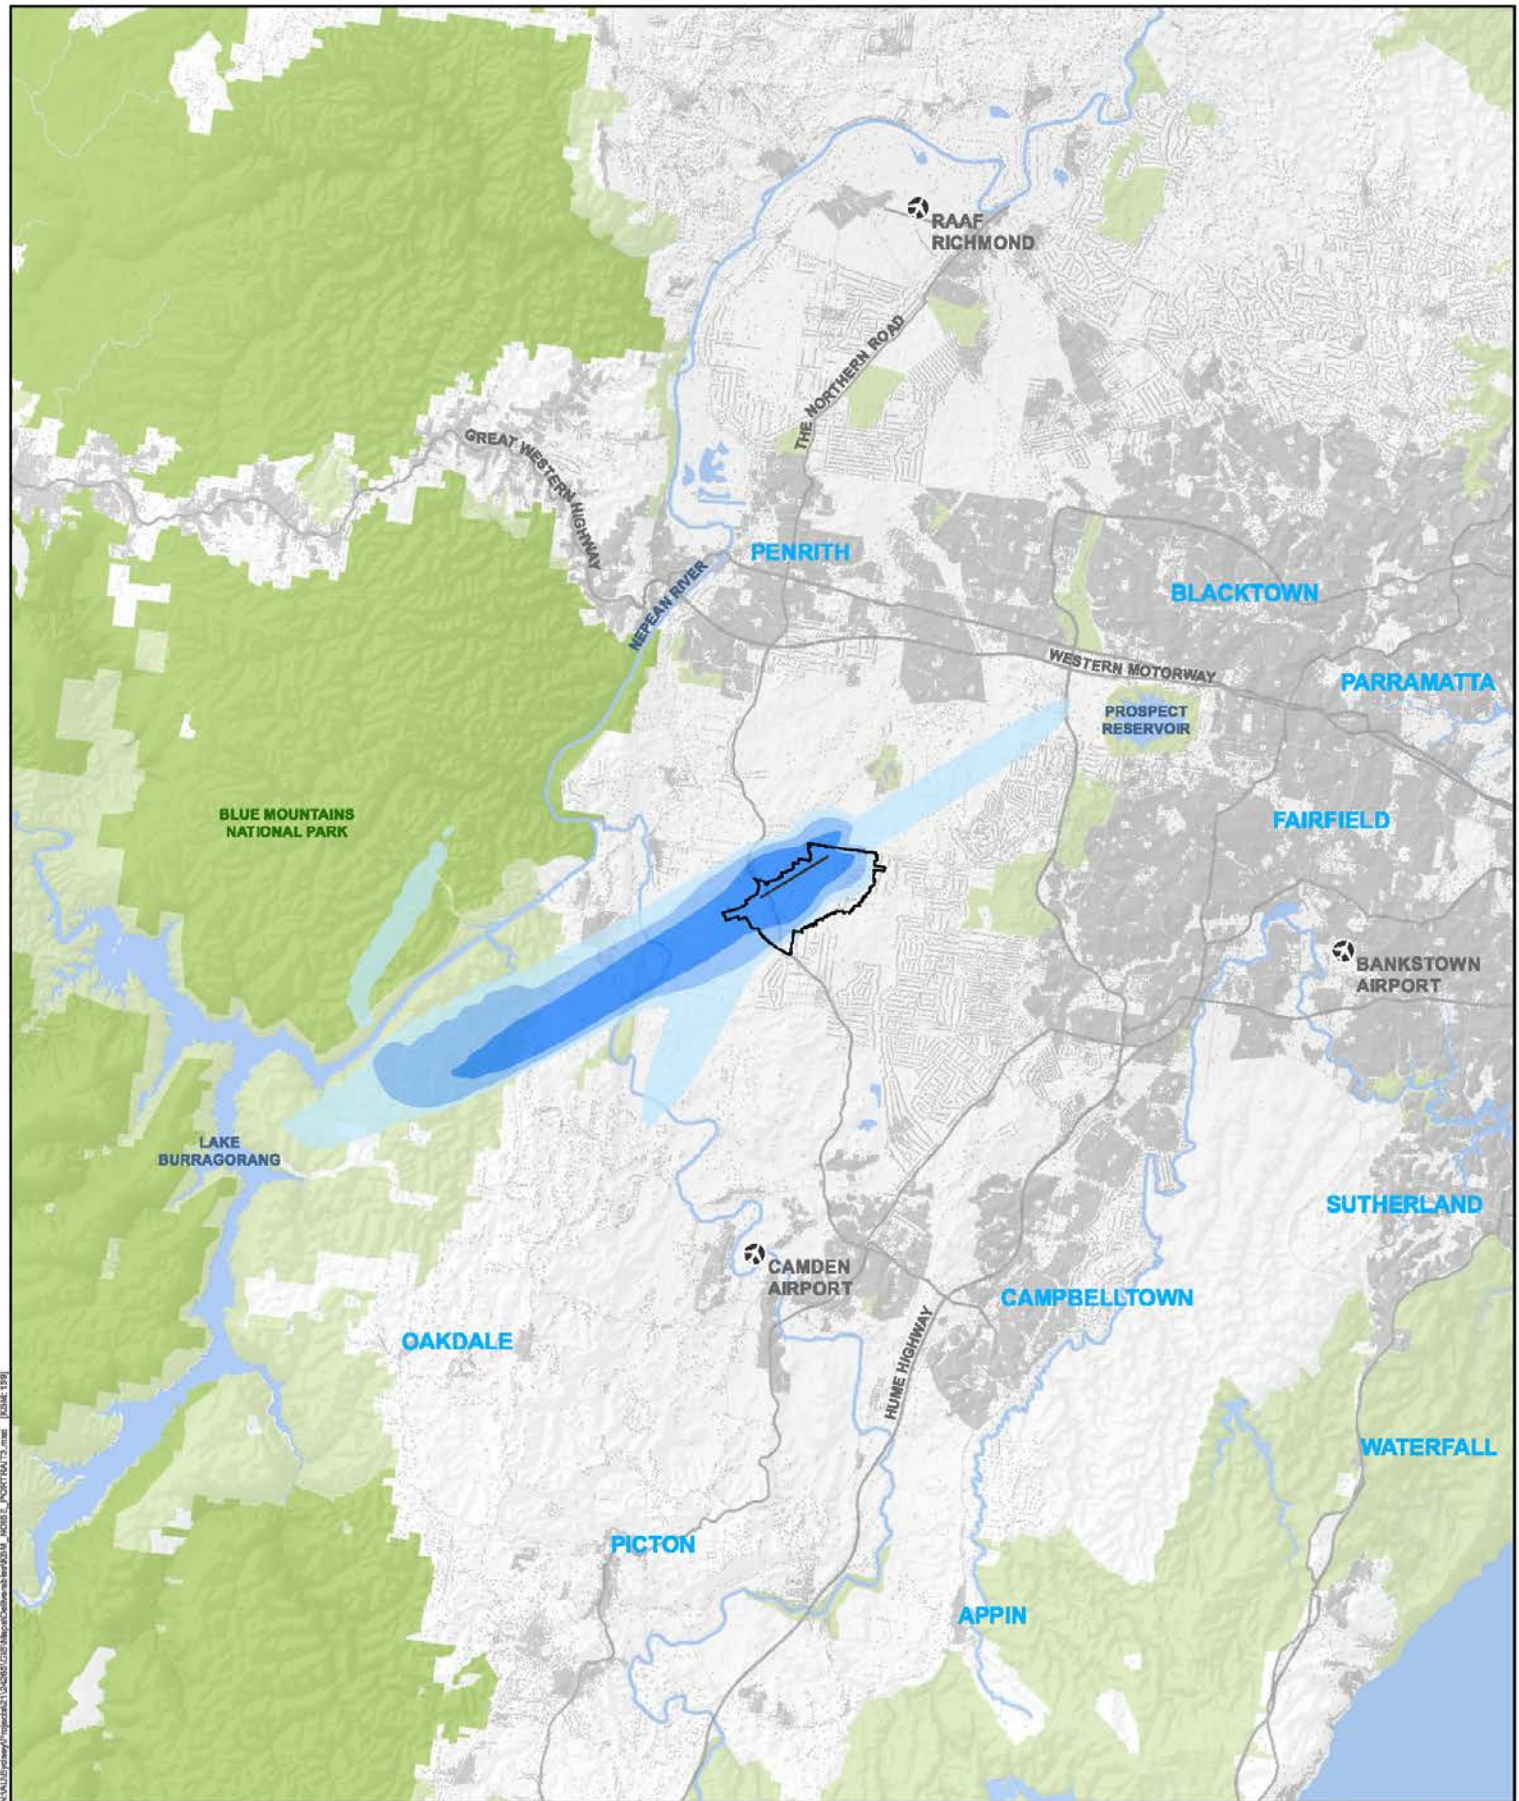 RAAF
RICHMOND
THE NORTHERN ROAD
GREAT WESTERN HIGHWAY
PENRITH
NEPEAN RIVER
BLACKTOWN
WESTERN MOTORWAY
PARRAMATTA
PROSPECT
RESERVOIR
BLUE MOUNTAINS
NATIONAL PARK
FAIRFIELD
BANKSTOWN
AIRPORT
LAKE
BURRAGORANG
SUTHERLAND
CAMDEN
AIRPORT
CAMPBELLTOWN
OAKDALE
HUME HIGHWAY
WATERFALL
PICTON
APPIN